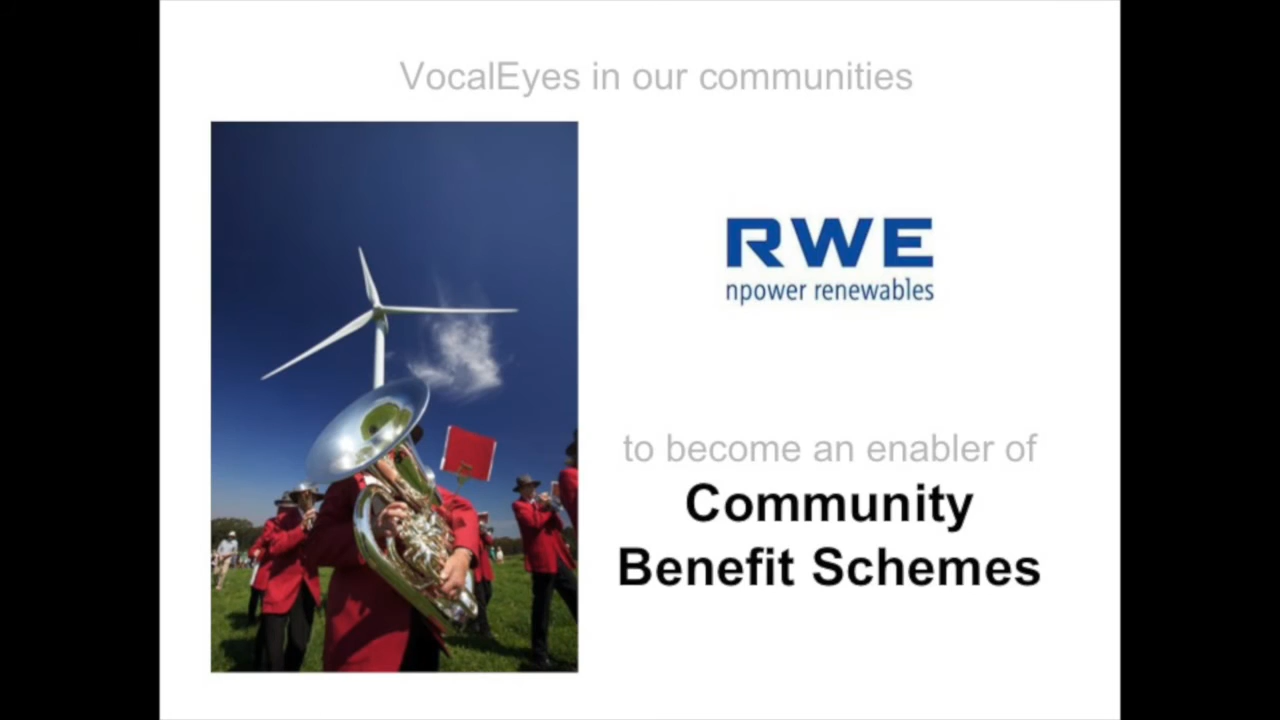 VocalEyes in our communities
RWE
npower renewables
to become an enabler of
Community
Benefit Schemes